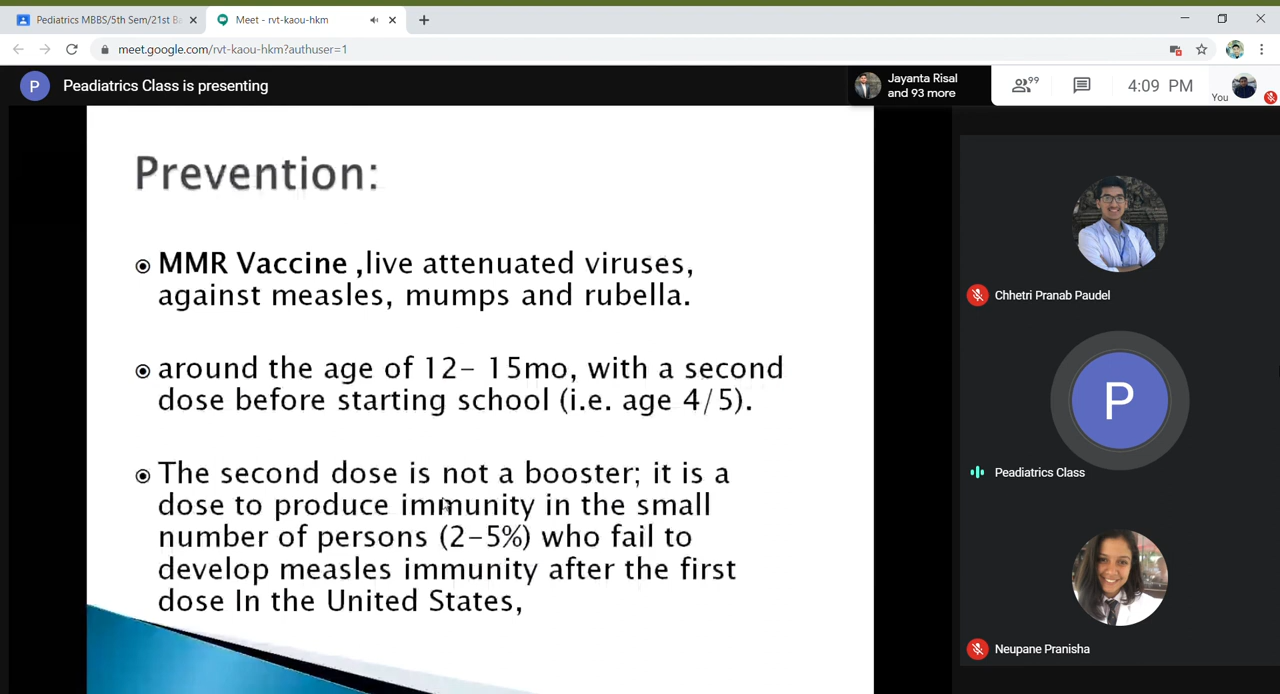 Pediatrics MBBS/5th Sem/21st B
Meet - rvt-kaou-hkm
meet.google.com/rvt-kaou-hkm?authuser=1
P
Peadiatrics Class is presenting
Jayanta Risal
and 93 more
99
4:09 PM
You
Prevention:
MMR Vaccine ,live attenuated viruses,
against measles, mumps and rubella.
around the age of 12- 15mo, with a second
dose before starting school (i.e. age 4/5).
The second dose is not a booster; it is a
dose to produce immunity in the small
number of persons (2-5%) who fail to
develop measles immunity after the first
dose In the United States,
Chhetri Pranab Paudel
P
Peadiatrics Class
Neupane Pranisha